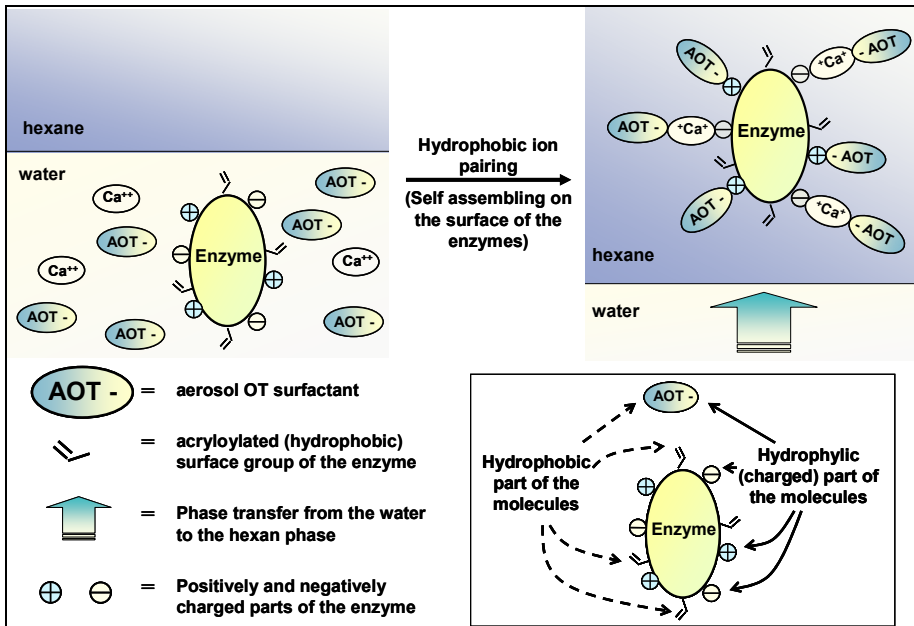 hexane
water
Ca++
AOT -
AOT -
AOT -
Enzyme
Ca++
Ca++
AOT -
AOT -
AOT -
Hydrophobic ion
pairing
(Self assembling on
the surface of the
enzymes)
AOT -
+Ca+
- AOT
AOT -
+Ca+
Enzyme
- AOT
AOT -
+Ca+
- AOT
hexane
water
AOT -
= aerosol OT surfactant
= acryloylated (hydrophobic)
surface group of the enzyme
= Phase transfer from the water
to the hexan phase
= Positively and negatively
charged parts of the enzyme
AOT -
Hydrophobic
part of the
molecules
Hydrophylic
(charged) part of
the molecules
Enzyme